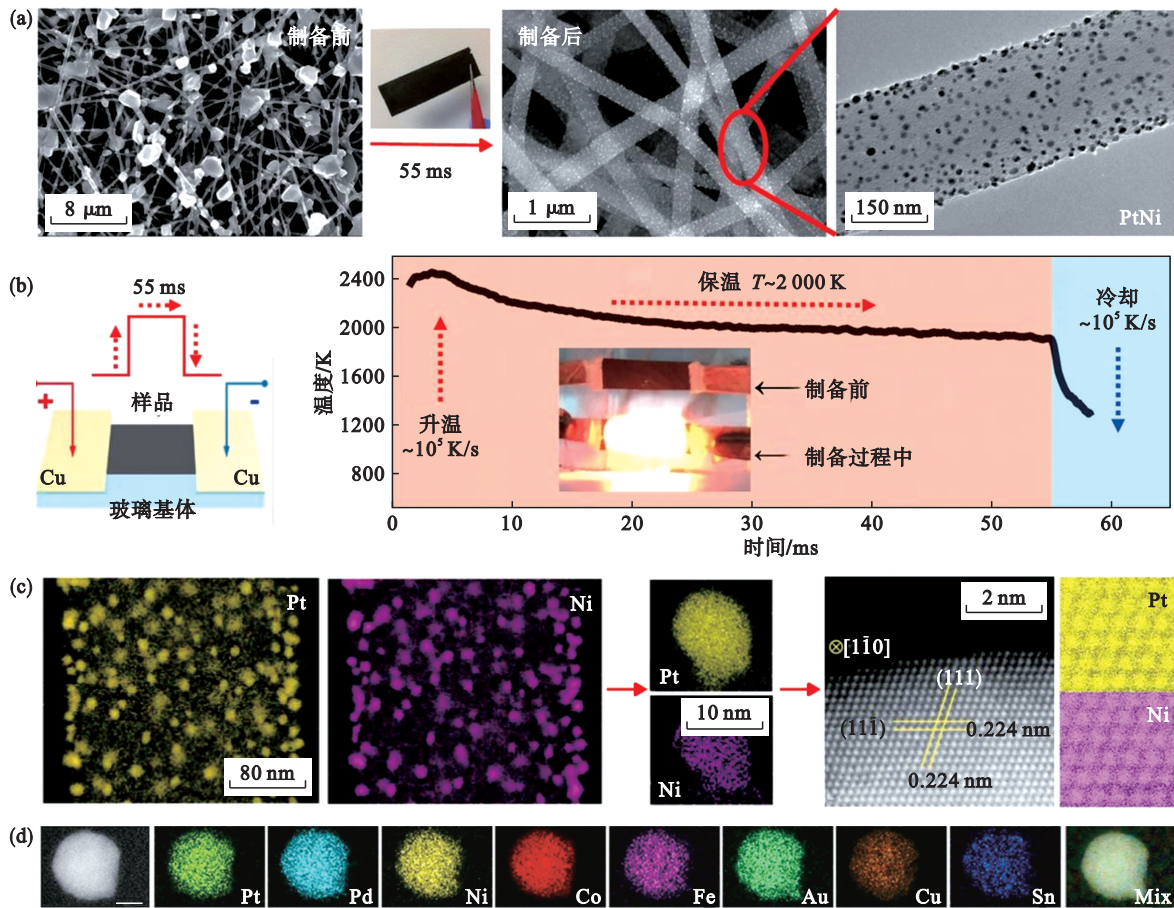 (a)
制备前
8 μm
55 ms
制备后
1 μm
150 nm
PtNi
(b)
55 ms
样品
+
-
Cu
Cu
玻璃基体
温度/K
2400
2000
1600
1200
800
升温
~10⁵ K/s
保温 T~2 000 K
制备前
制备过程中
冷却
~10⁵ K/s
0
10
20
30
40
50
60
时间/ms
(c)
Pt
80 nm
Ni
Pt
10 nm
Ni
2 nm
⊗[11̄0]
(111)
(111̄)
0.224 nm
0.224 nm
Pt
Ni
(d)
Pt
Pd
Ni
Co
Fe
Au
Cu
Sn
Mix